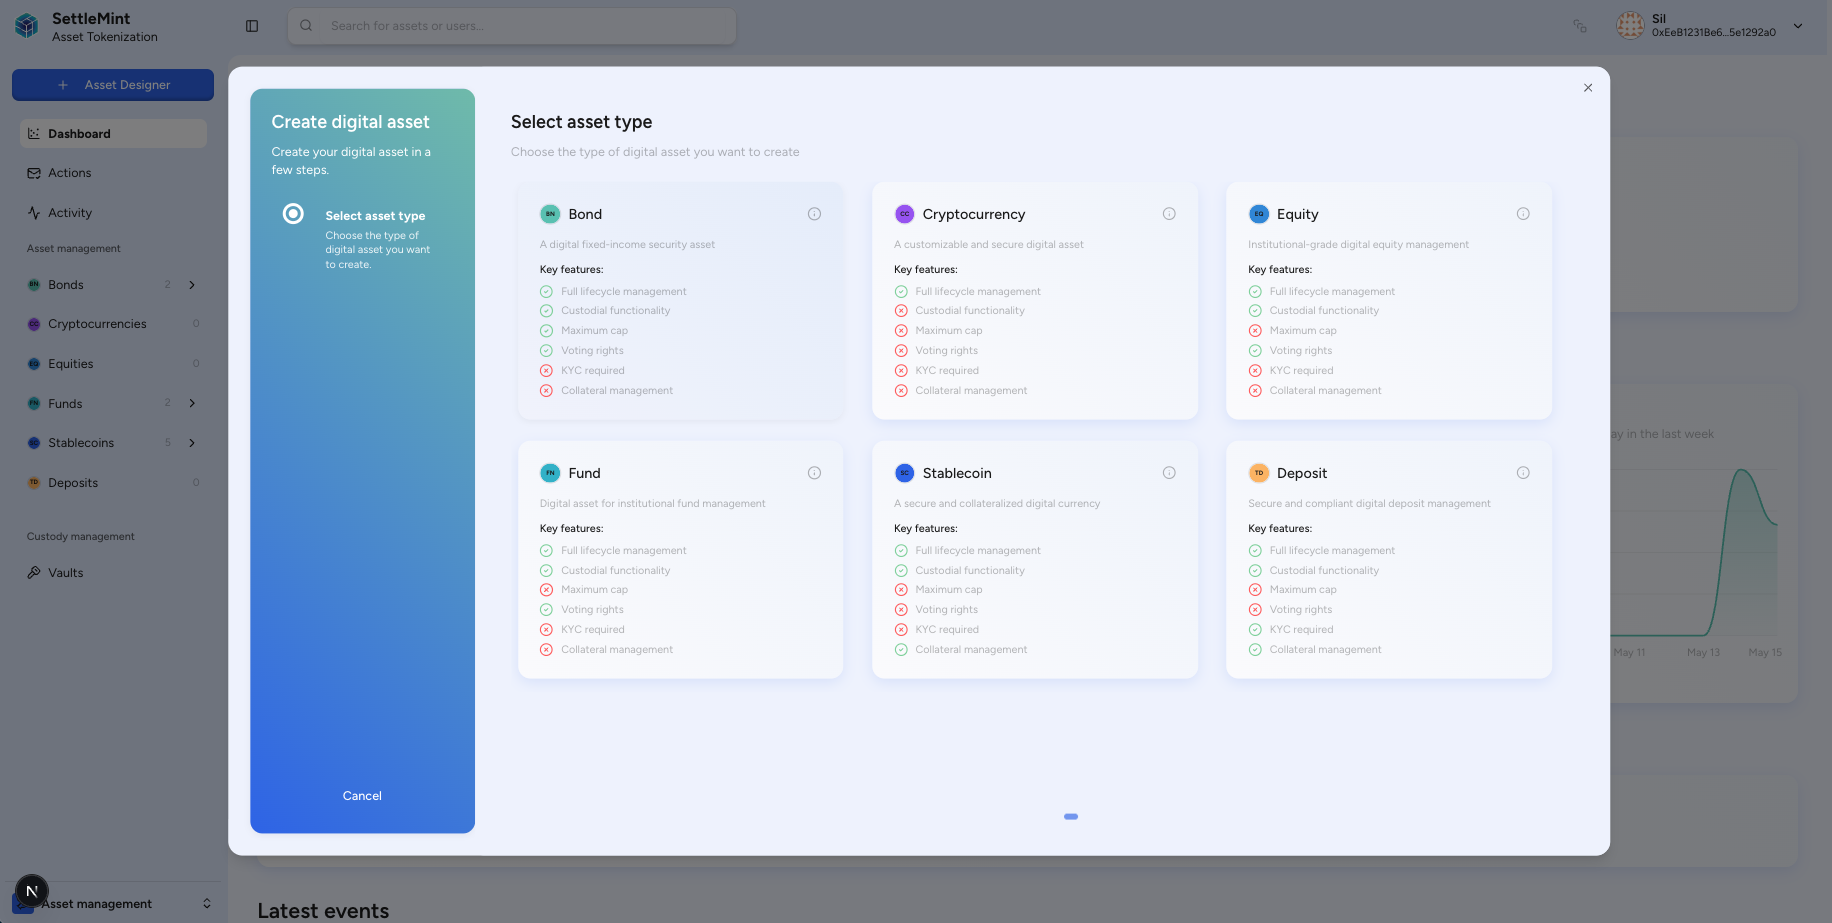 SettleMint
Asset Tokenization
Search for assets or users...
Sil
0xEeB1231Be6...5e1292a0
Asset Designer
Dashboard
Actions
Activity
Asset management
BN Bonds 2
CC Cryptocurrencies 0
EQ Equities 0
FN Funds 2
SC Stablecoins 5
TD Deposits 0
Custody management
Vaults
N
Asset management
Create digital asset
Create your digital asset in a
few steps.
Select asset type
Choose the type of
digital asset you want
to create.
Cancel
Select asset type
Choose the type of digital asset you want to create
BN Bond
A digital fixed-income security asset
Key features:
Full lifecycle management
Custodial functionality
Maximum cap
Voting rights
KYC required
Collateral management
CC Cryptocurrency
A customizable and secure digital asset
Key features:
Full lifecycle management
Custodial functionality
Maximum cap
Voting rights
KYC required
Collateral management
EQ Equity
Institutional-grade digital equity management
Key features:
Full lifecycle management
Custodial functionality
Maximum cap
Voting rights
KYC required
Collateral management
FN Fund
Digital asset for institutional fund management
Key features:
Full lifecycle management
Custodial functionality
Maximum cap
Voting rights
KYC required
Collateral management
SC Stablecoin
A secure and collateralized digital currency
Key features:
Full lifecycle management
Custodial functionality
Maximum cap
Voting rights
KYC required
Collateral management
TD Deposit
Secure and compliant digital deposit management
Key features:
Full lifecycle management
Custodial functionality
Maximum cap
Voting rights
KYC required
Collateral management
ay in the last week
May 11 May 13 May 15
Latest events